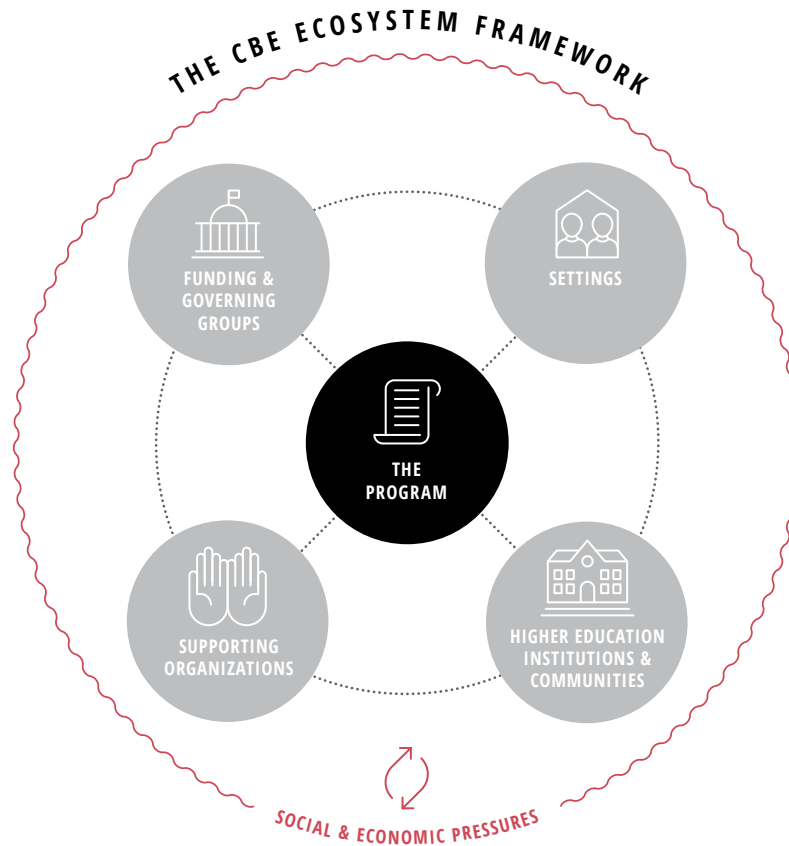 THE CBE ECOSYSTEM FRAMEWORK
FUNDING &
GOVERNING
GROUPS
SETTINGS
THE
PROGRAM
SUPPORTING
ORGANIZATIONS
HIGHER EDUCATION
INSTITUTIONS &
COMMUNITIES
SOCIAL & ECONOMIC PRESSURES